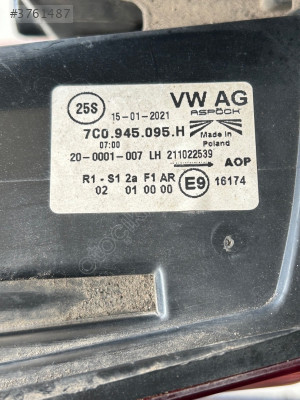 #3761487
25S
15-01-2021
VW AG
ASPÖCK
7C0.945.095.H
07:00
Made in
Poland
20-0001-007 LH 211022539
AOP
R1 - S1 2a F1 AR
02 01 00 00
E9
16174